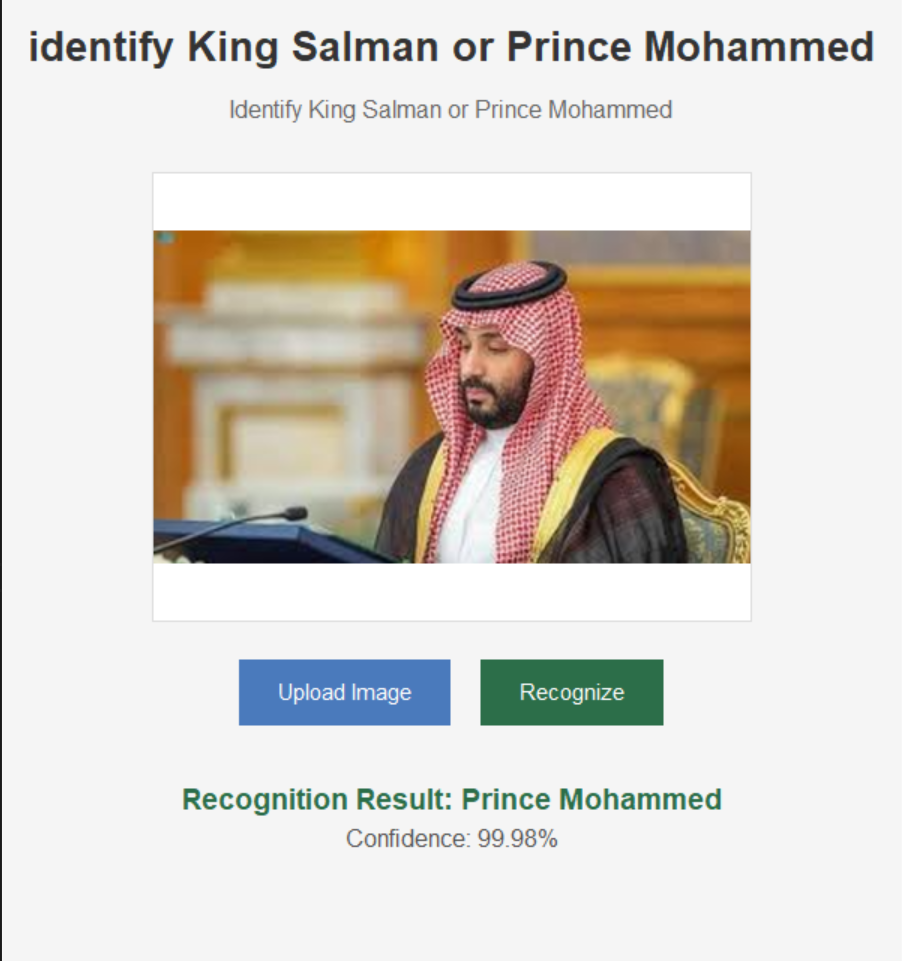 identify King Salman or Prince Mohammed
Identify King Salman or Prince Mohammed
Upload Image
Recognize
Recognition Result: Prince Mohammed
Confidence: 99.98%